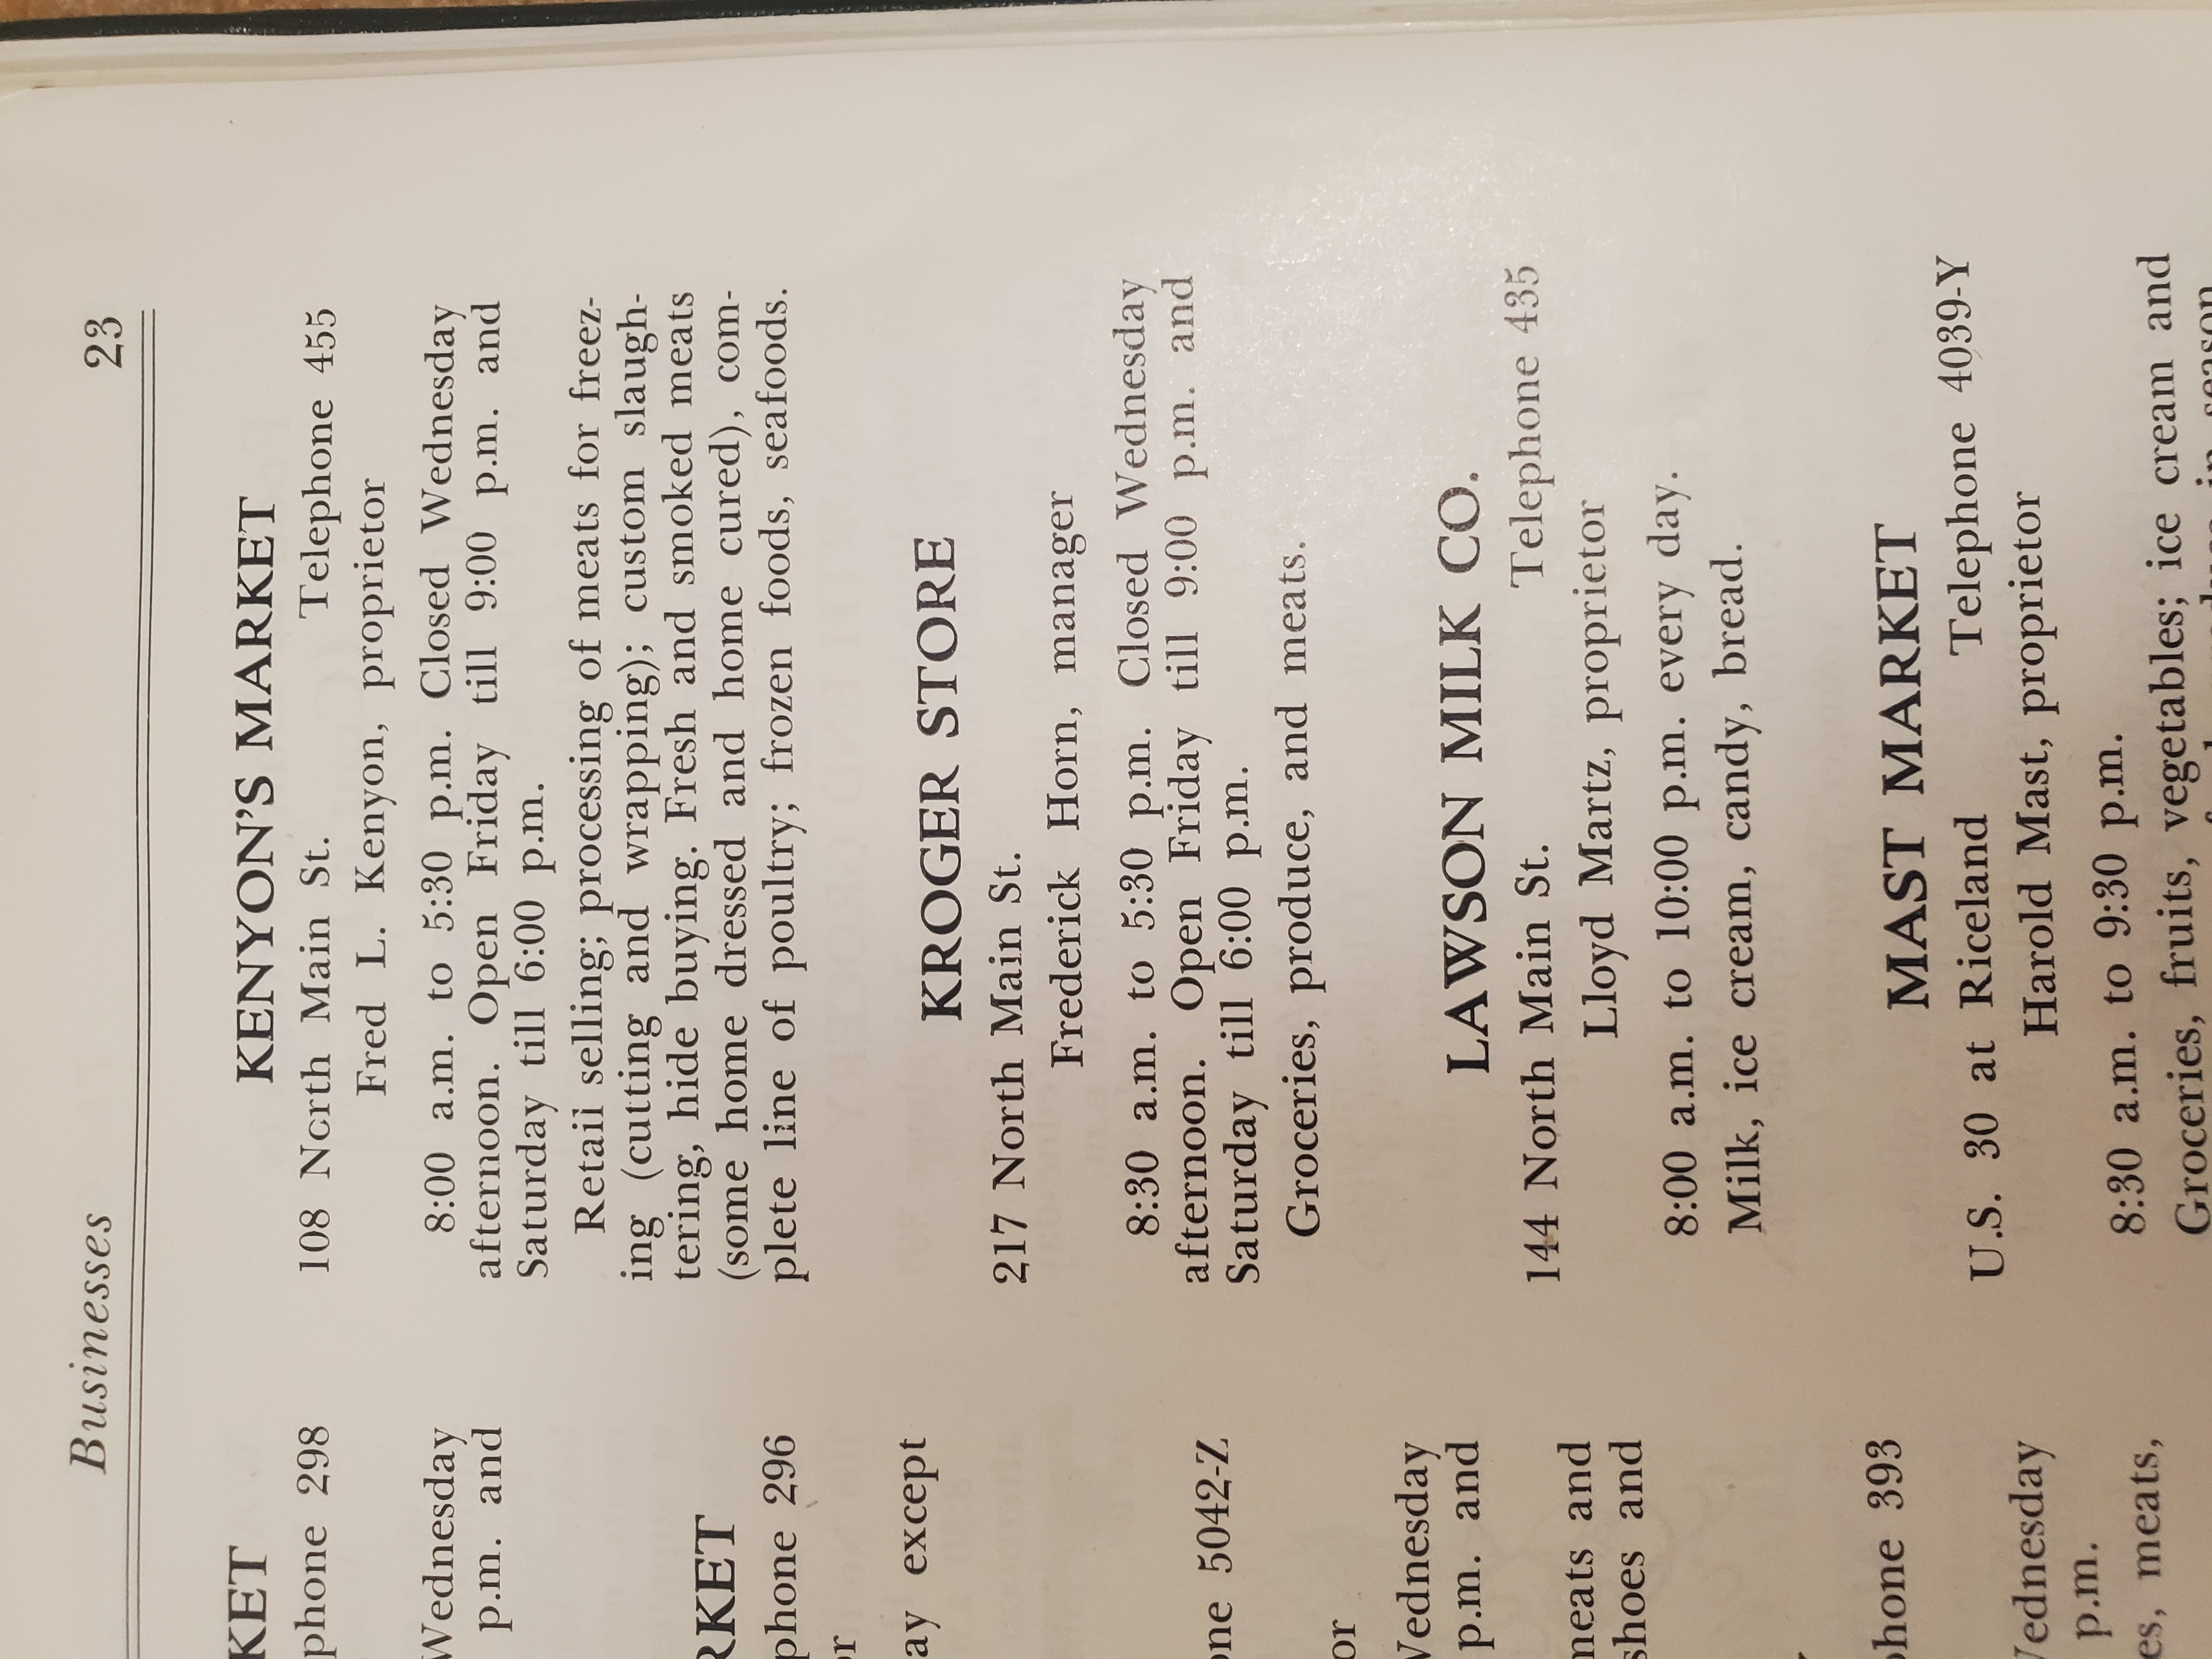 Businesses 23
KET
phone 298
Wednesday
p.m. and
RKET
phone 296
or
ay except
one 5042-Z
or
Wednesday
p.m. and
meats and
shoes and
phone 393
Wednesday
p.m.
es, meats,
KENYON'S MARKET
108 North Main St. Telephone 455
Fred L. Kenyon, proprietor
8:00 a.m. to 5:30 p.m. Closed Wednesday
afternoon. Open Friday till 9:00 p.m. and
Saturday till 6:00 p.m.
Retail selling; processing of meats for freez-
ing (cutting and wrapping); custom slaugh-
tering, hide buying. Fresh and smoked meats
(some home dressed and home cured), com-
plete line of poultry; frozen foods, seafoods.
KROGER STORE
217 North Main St.
Frederick Horn, manager
8:30 a.m. to 5:30 p.m. Closed Wednesday
afternoon. Open Friday till 9:00 p.m. and
Saturday till 6:00 p.m.
Groceries, produce, and meats.
LAWSON MILK CO.
144 North Main St. Telephone 435
Lloyd Martz, proprietor
8:00 a.m. to 10:00 p.m. every day.
Milk, ice cream, candy, bread.
MAST MARKET
U.S. 30 at Riceland Telephone 4039-Y
Harold Mast, proprietor
8:30 a.m. to 9:30 p.m.
Groceries, fruits, vegetables; ice cream and
in season